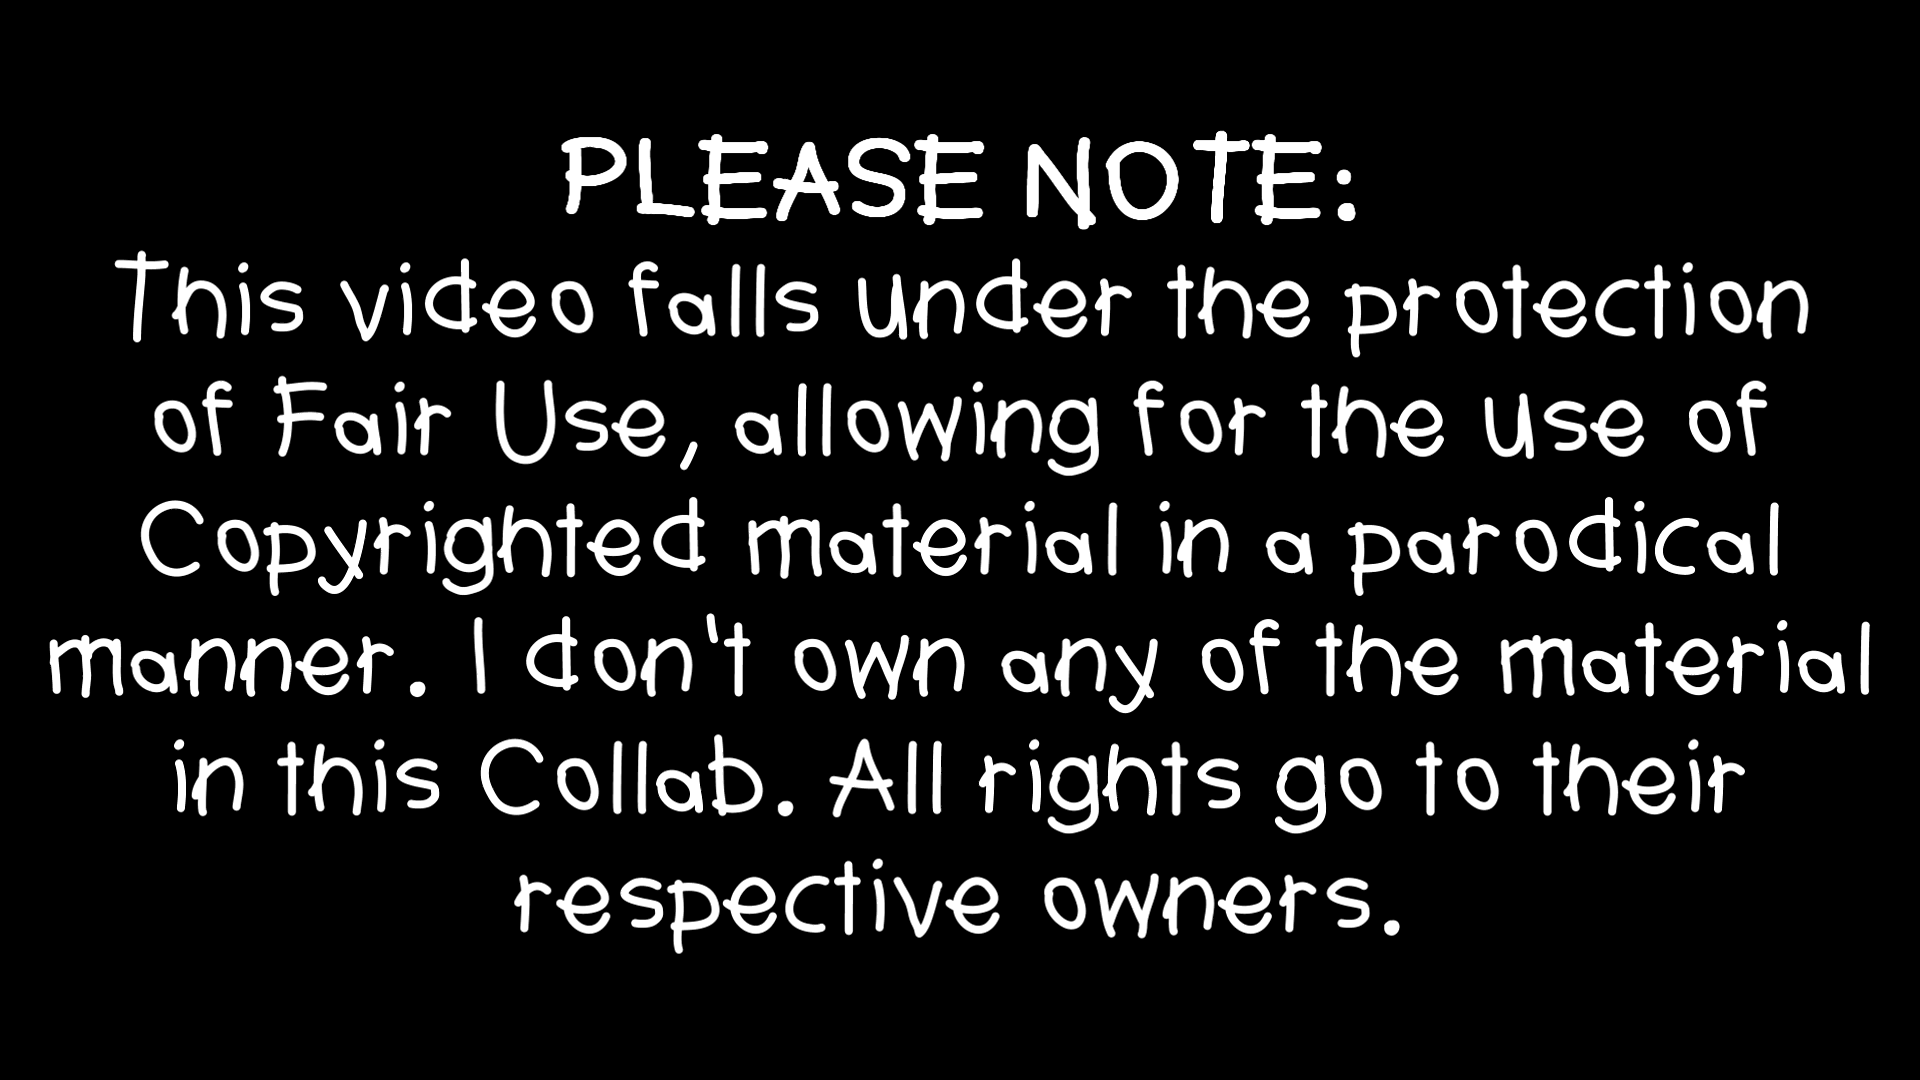 PLEASE NOTE:
This video falls under the protection
of Fair Use, allowing for the use of
Copyrighted material in a parodical
manner. I don't own any of the material
in this Collab. All rights go to their
respective owners.